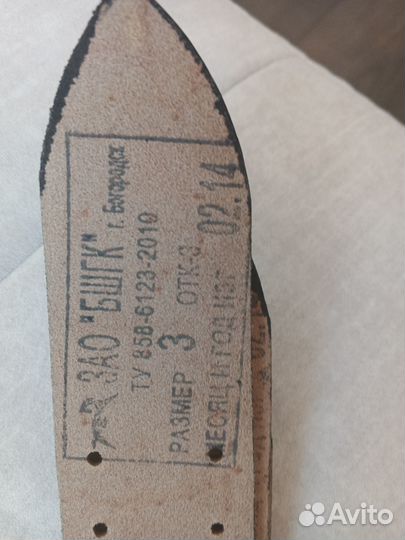 ЗАО "БШГК" г. Богородск
ТУ 858-6123-2010
РАЗМЕР 3 ОТК-3
МЕСЯЦ И ГОД ИЗГ 02.14
Avito